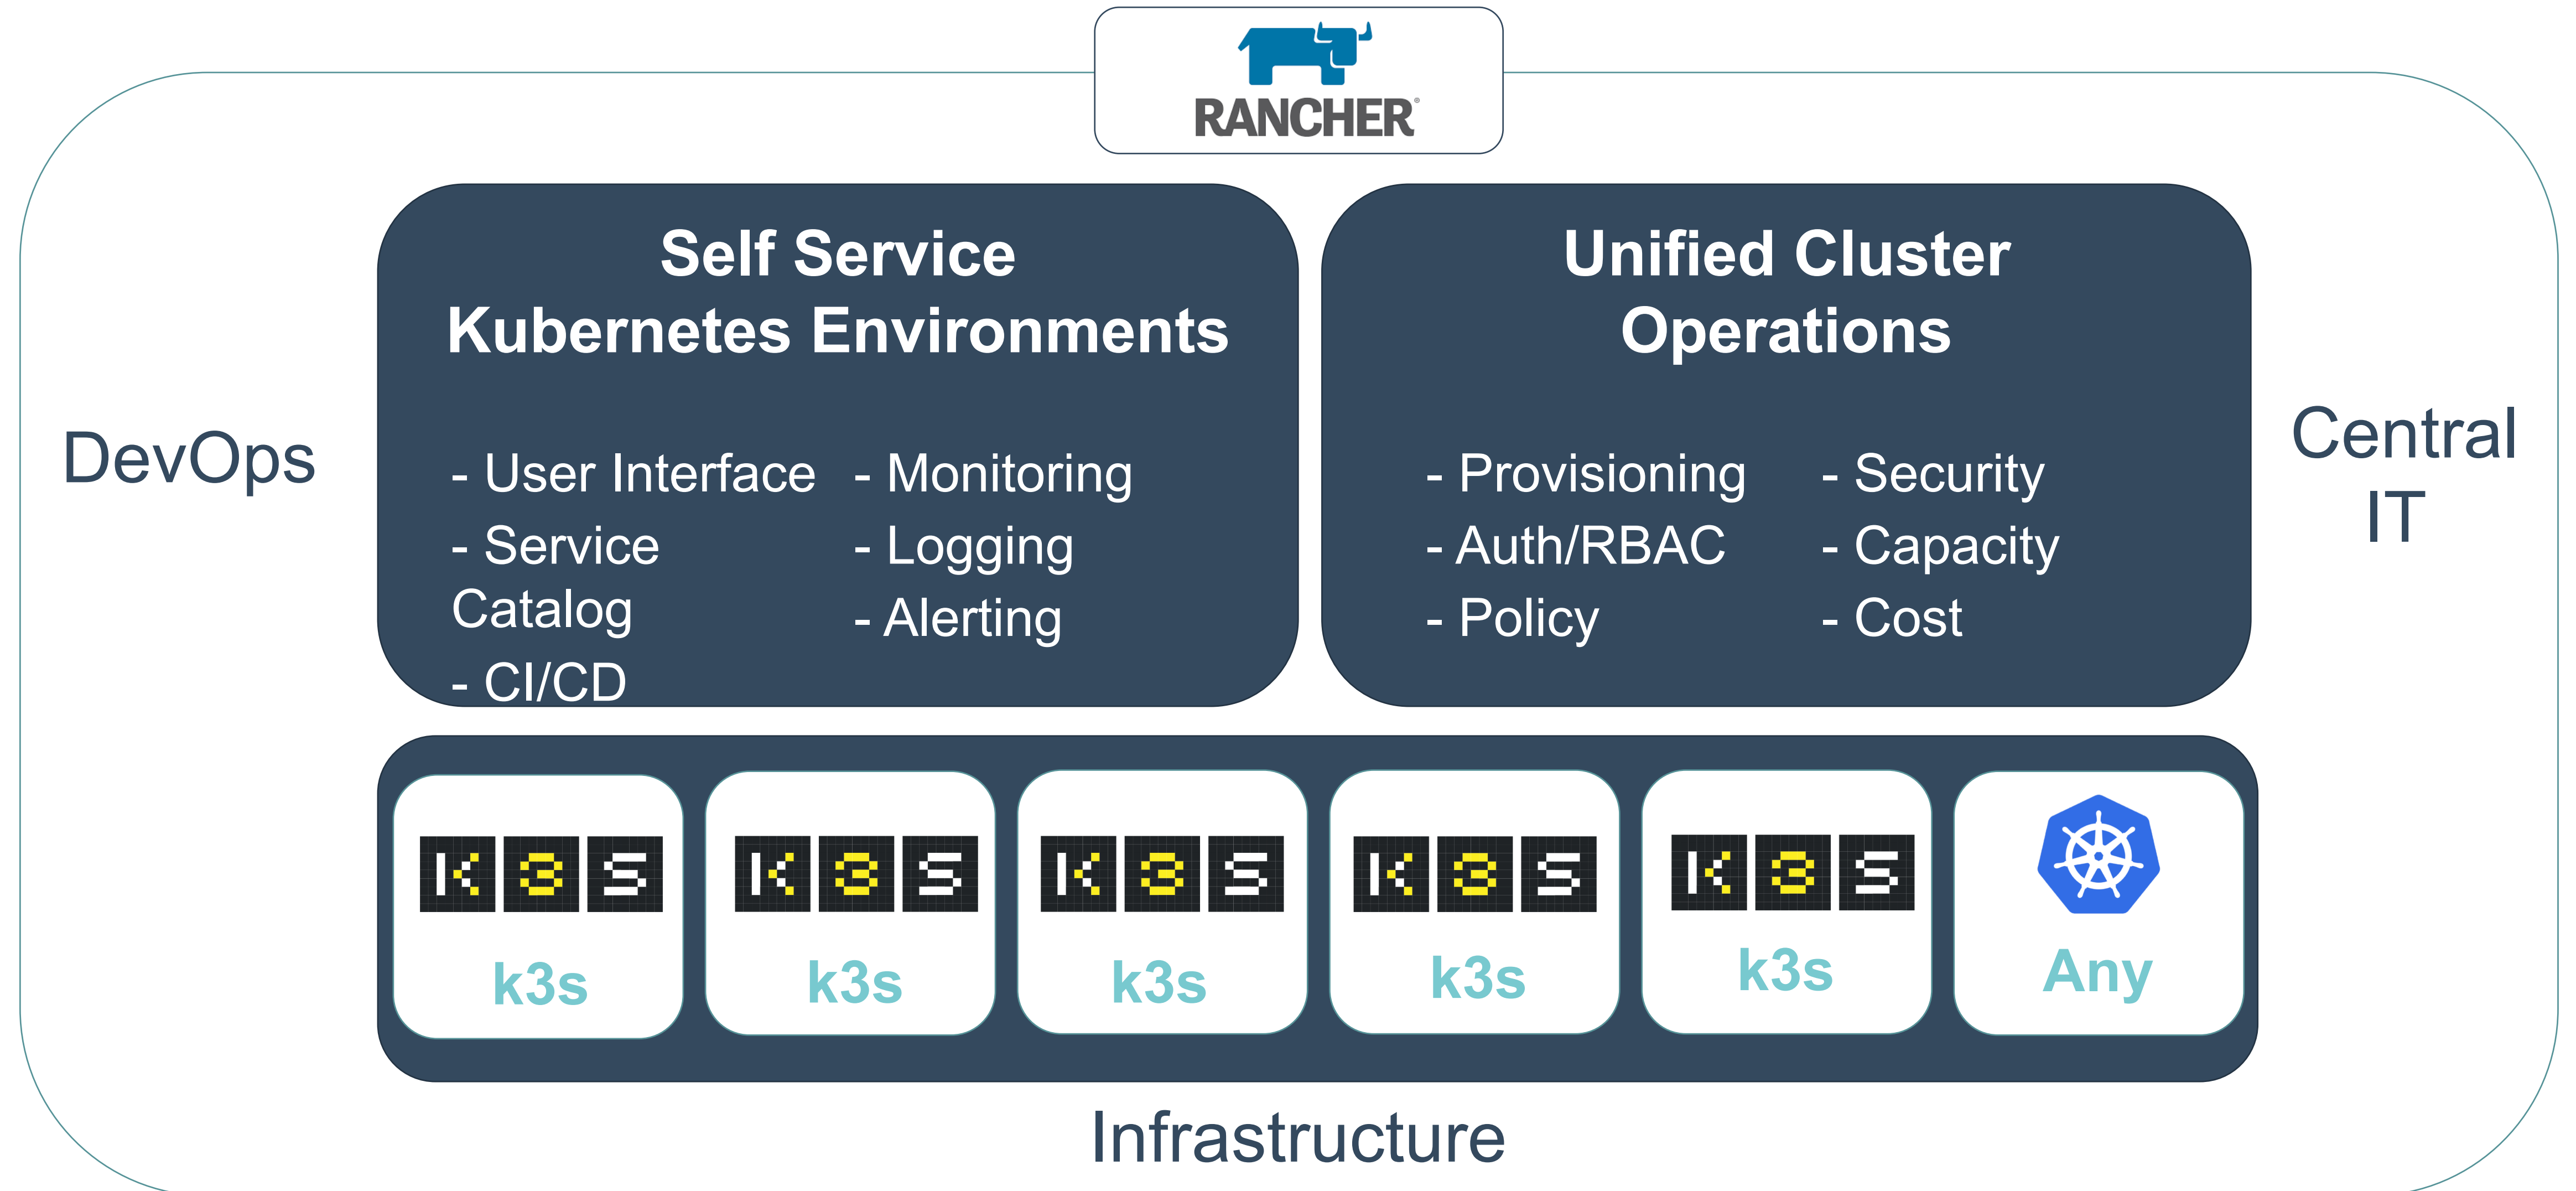 RANCHER®
Self Service
Kubernetes Environments
- User Interface
- Service
Catalog
- CI/CD
- Monitoring
- Logging
- Alerting
Unified Cluster
Operations
- Provisioning
- Auth/RBAC
- Policy
- Security
- Capacity
- Cost
DevOps
Central
IT
K3S
k3s
K3S
k3s
K3S
k3s
K3S
k3s
K3S
k3s
Any
Infrastructure